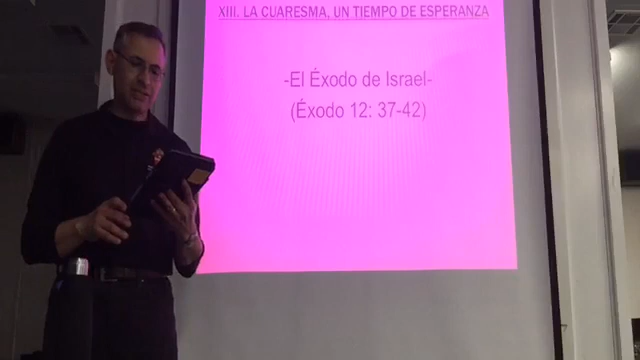 XIII. LA CUARESMA, UN TIEMPO DE ESPERANZA
-El Éxodo de Israel-
(Éxodo 12: 37-42)